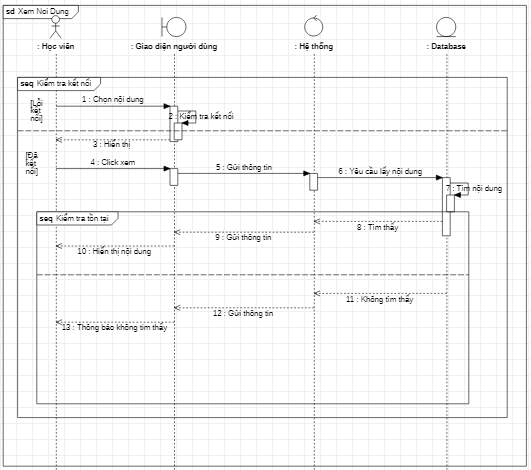 sd Xem Nội Dung
: Học viên
: Giao diện người dùng
: Hệ thống
: Database
seq Kiểm tra kết nối
[Lỗi
kết
nối]
1 : Chọn nội dung
2 : Kiểm tra kết nối
3 : Hiển thị
[Đã
kết
nối]
4 : Click xem
5 : Gửi thông tin
6 : Yêu cầu lấy nội dung
7 : Tìm nội dung
seq Kiểm tra tồn tại
8 : Tìm thấy
9 : Gửi thông tin
10 : Hiển thị nội dung
11 : Không tìm thấy
12 : Gửi thông tin
13 : Thông báo không tìm thấy